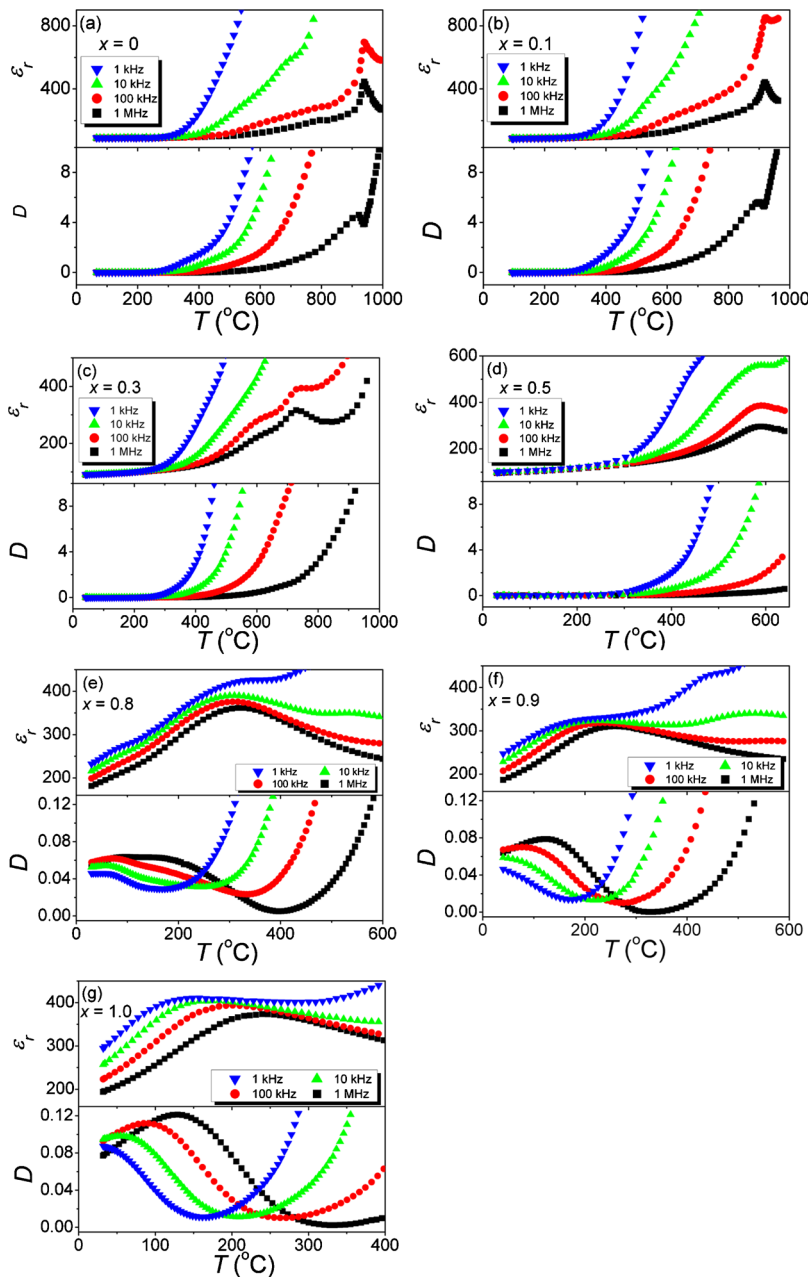 (a)
x = 0
1 kHz
10 kHz
100 kHz
1 MHz
εr
800
400
D
8
4
0
0 200 400 600 800 1000
T (°C)
(b)
x = 0.1
1 kHz
10 kHz
100 kHz
1 MHz
εr
800
400
D
8
4
0
0 200 400 600 800 1000
T (°C)
(c)
x = 0.3
1 kHz
10 kHz
100 kHz
1 MHz
εr
400
200
D
8
4
0
0 200 400 600 800 1000
T (°C)
(d)
x = 0.5
1 kHz
10 kHz
100 kHz
1 MHz
εr
600
400
200
D
8
4
0
0 200 400 600
T (°C)
(e)
x = 0.8
1 kHz 10 kHz
100 kHz 1 MHz
εr
400
300
200
D
0.12
0.08
0.04
0.00
0 200 400 600
T (°C)
(f)
x = 0.9
1 kHz 10 kHz
100 kHz 1 MHz
εr
400
300
200
D
0.12
0.08
0.04
0.00
0 200 400 600
T (°C)
(g)
x = 1.0
1 kHz 10 kHz
100 kHz 1 MHz
εr
400
300
200
D
0.12
0.08
0.04
0.00
0 100 200 300 400
T (°C)